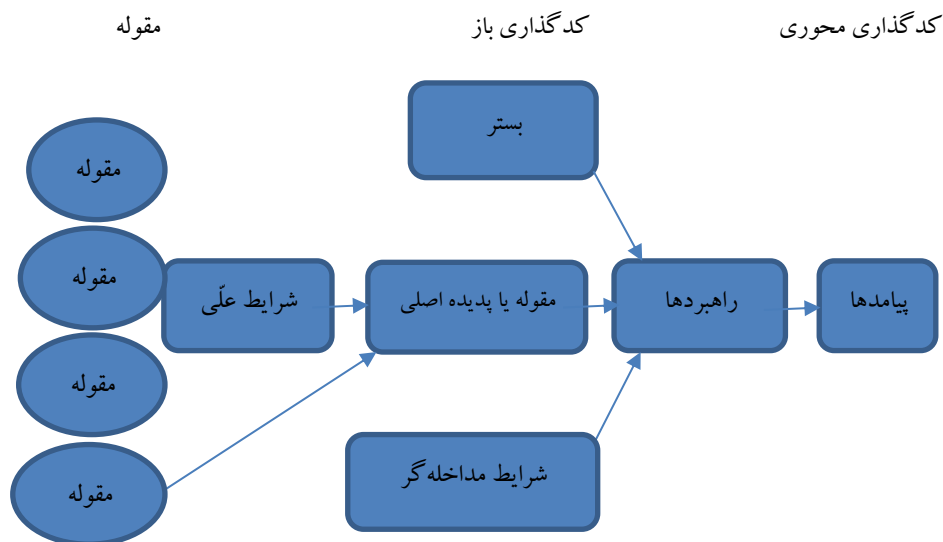 کدگذاری محوری
کدگذاری باز
مقوله
بستر
مقوله
مقوله
شرایط علّی
مقوله یا پدیده اصلی
راهبردها
پیامدها
مقوله
شرایط مداخله‌گر
مقوله